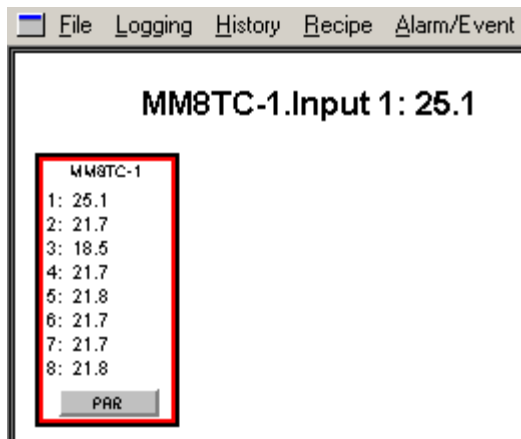 File Logging History Recipe Alarm/Event
MM8TC-1.Input 1: 25.1
MM8TC-1
1: 25.1
2: 21.7
3: 18.5
4: 21.7
5: 21.8
6: 21.7
7: 21.7
8: 21.8
PAR